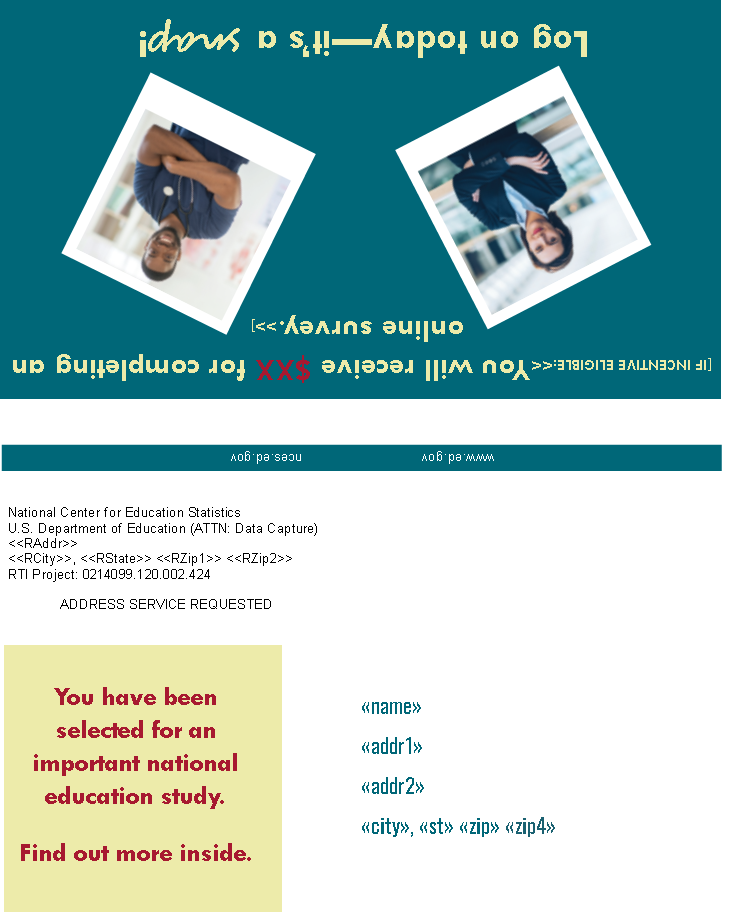 Log on today—it's a snap!
[IF INCENTIVE ELIGIBLE:<<You will receive $XX for completing an
online survey.>>]
www.ed.gov
nces.ed.gov
National Center for Education Statistics
U.S. Department of Education (ATTN: Data Capture)
<<RAddr>>
<<RCity>>, <<RState>> <<RZip1>> <<RZip2>>
RTI Project: 0214099.120.002.424
ADDRESS SERVICE REQUESTED
You have been
selected for an
important national
education study.
Find out more inside.
«name»
«addr1»
«addr2»
«city», «st» «zip» «zip4»